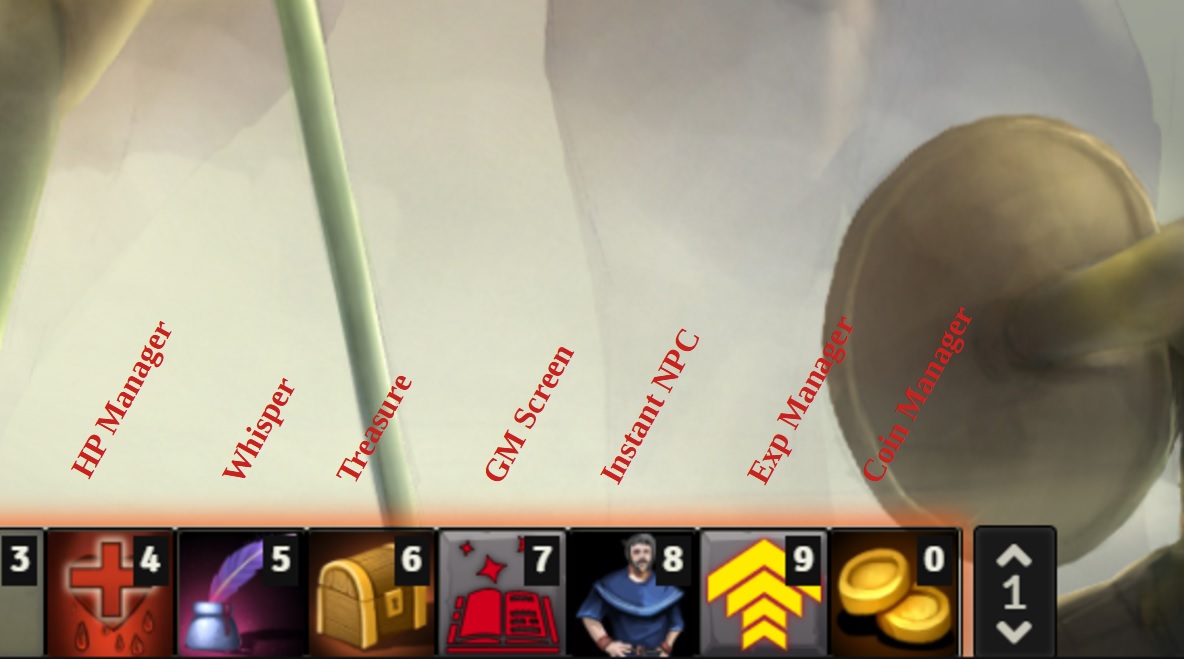 HP Manager
Whisper
Treasure
GM Screen
Instant NPC
Exp Manager
Coin Manager
3
4
5
6
7
8
9
0
1